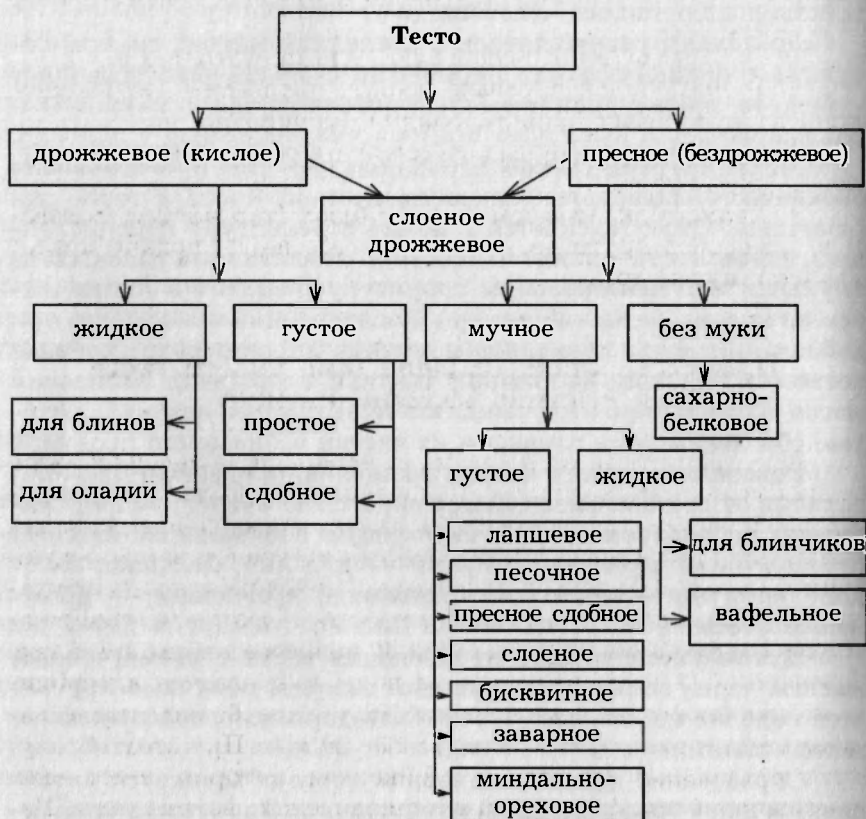 Тесто
дрожжевое (кислое)
пресное (бездрожжевое)
слоеное
дрожжевое
жидкое
густое
мучное
без муки
для блинов
для оладии
простое
сдобное
сахарно-
белковое
густое
жидкое
лапшевое
песочное
пресное сдобное
слоеное
бисквитное
заварное
миндально-
ореховое
для блинчиков
вафельное